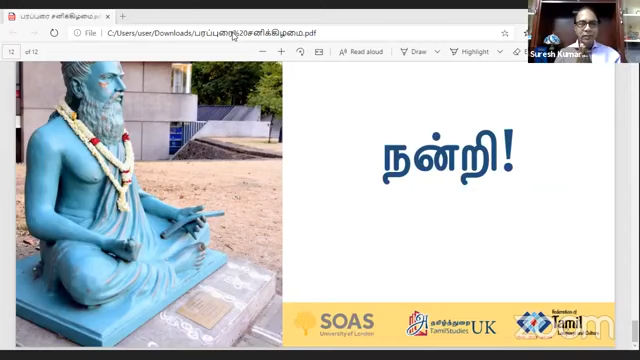 பரப்புரை சனிக்கிழமை.pdf
File
C:/Users/user/Downloads/பரப்புரை%20சனிக்கிழமை.pdf
12 of 12
Read aloud
Draw
Highlight
Suresh Kumar
நன்றி!
SOAS
University of London
தமிழ்த்துறை
TamilStudies UK
Federation of
Tamil
zoom